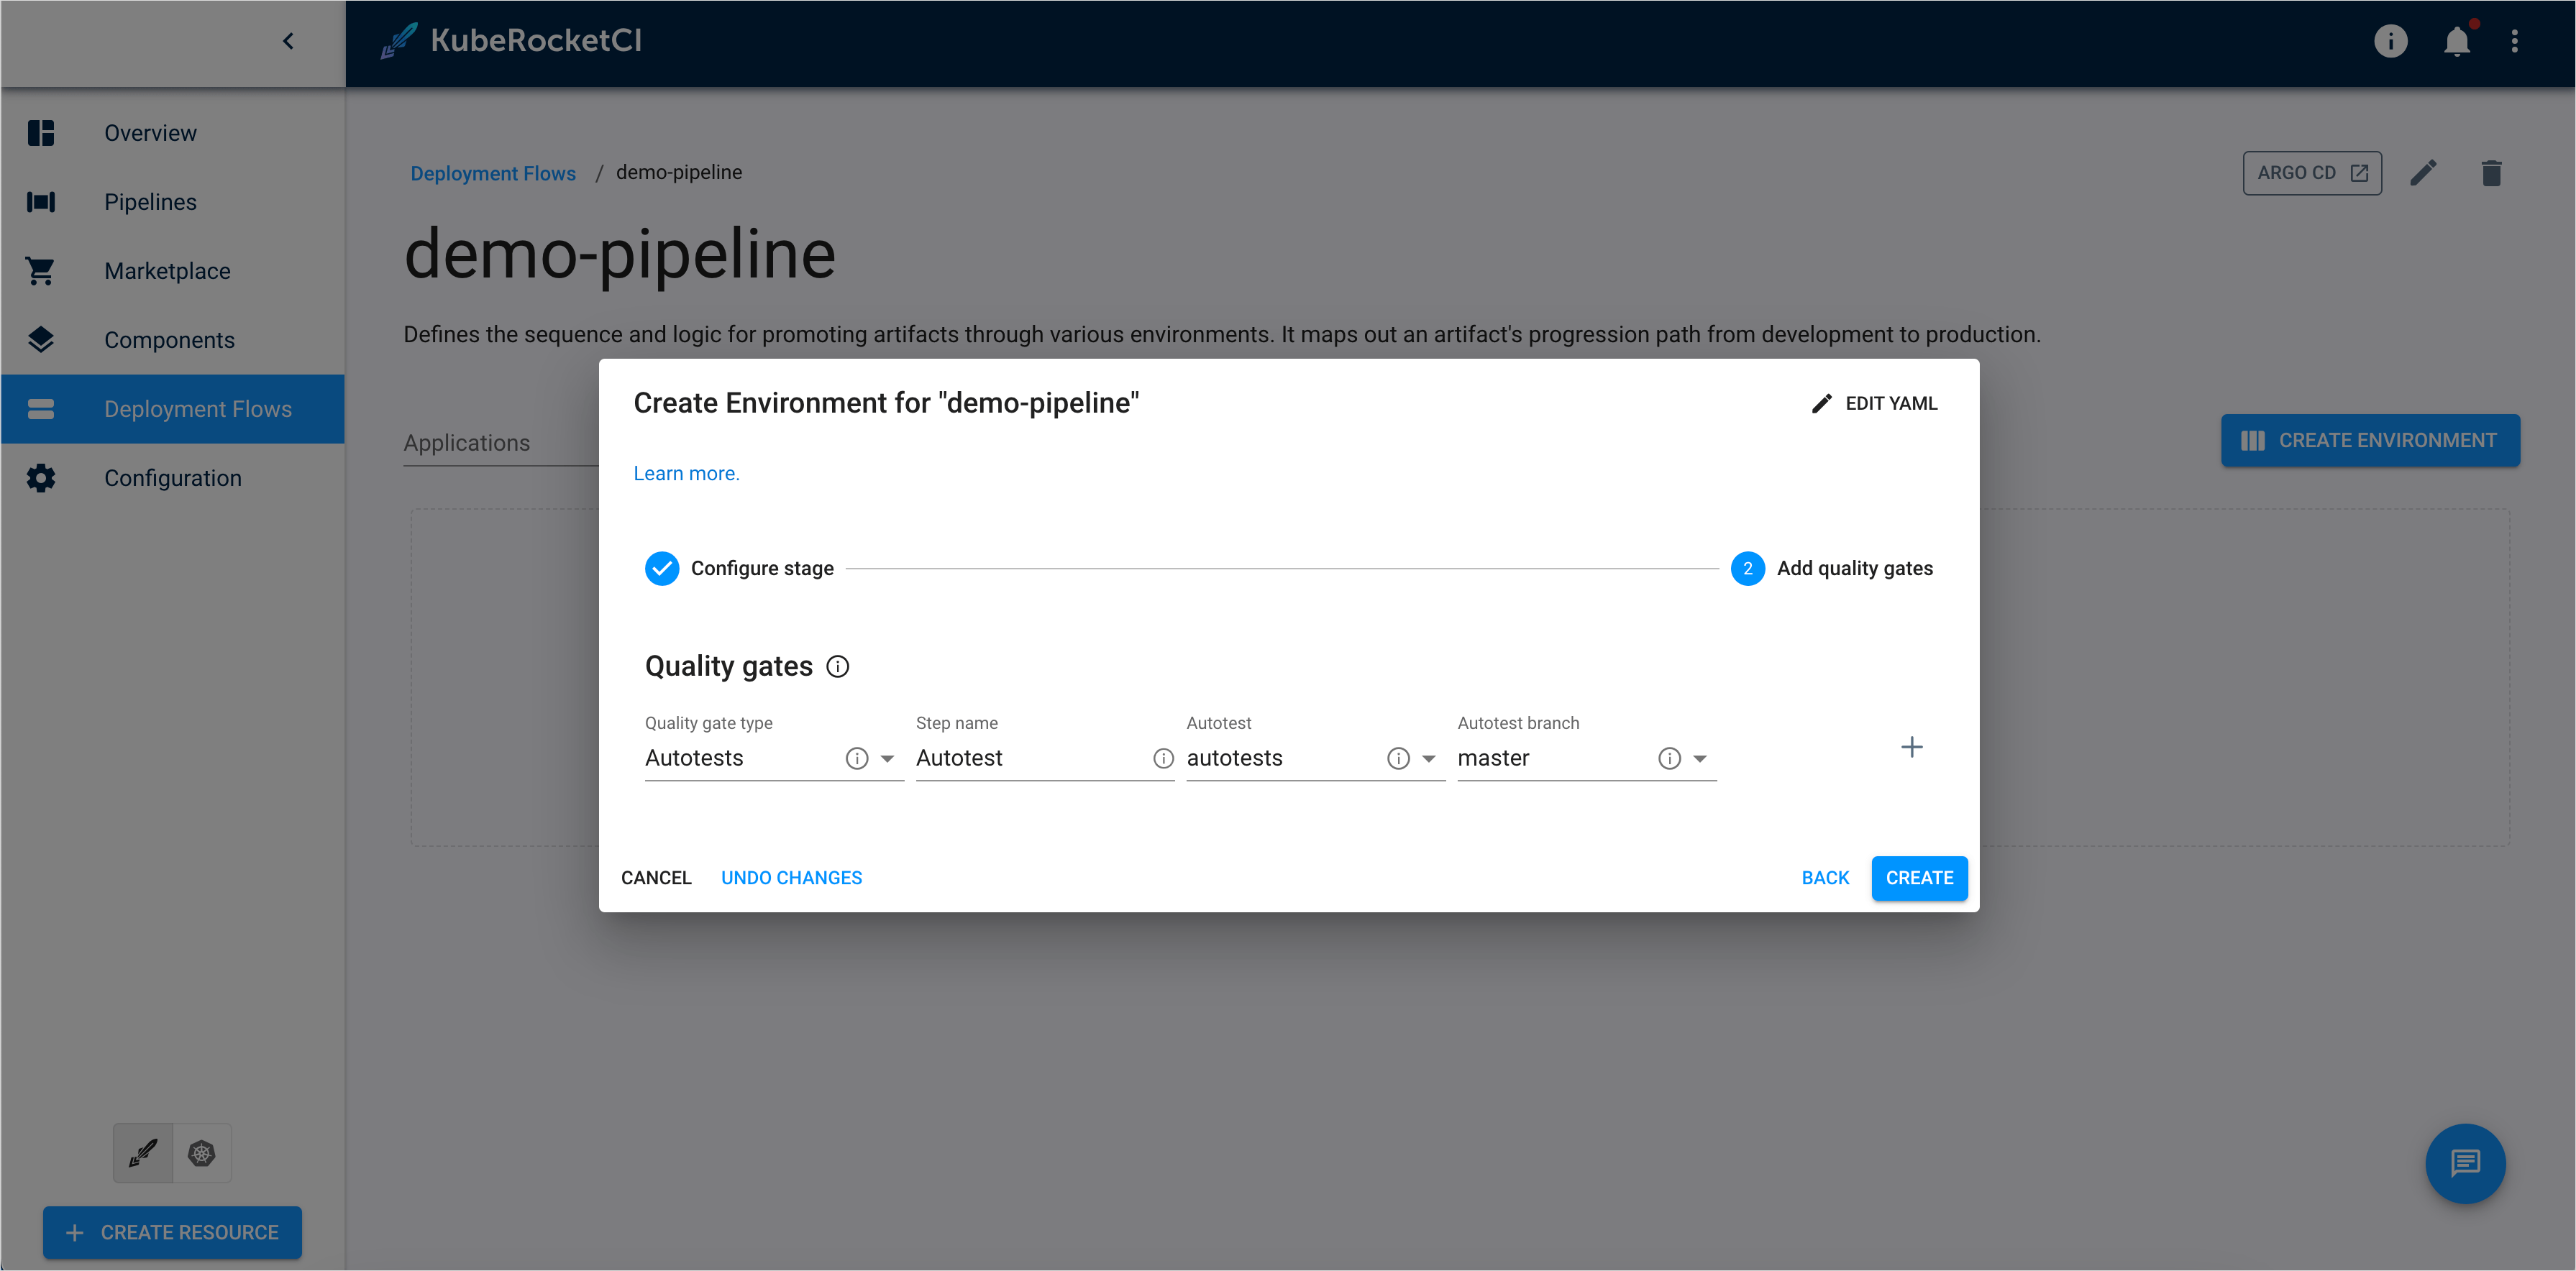 KubeRocketCI
Overview
Pipelines
Marketplace
Components
Deployment Flows
Configuration
CREATE RESOURCE
Deployment Flows / demo-pipeline
ARGO CD
demo-pipeline
Defines the sequence and logic for promoting artifacts through various environments. It maps out an artifact's progression path from development to production.
Applications
CREATE ENVIRONMENT
Create Environment for "demo-pipeline"
EDIT YAML
Learn more.
Configure stage
2 Add quality gates
Quality gates
Quality gate type
Autotests
Step name
Autotest
Autotest
autotests
Autotest branch
master
CANCEL
UNDO CHANGES
BACK
CREATE